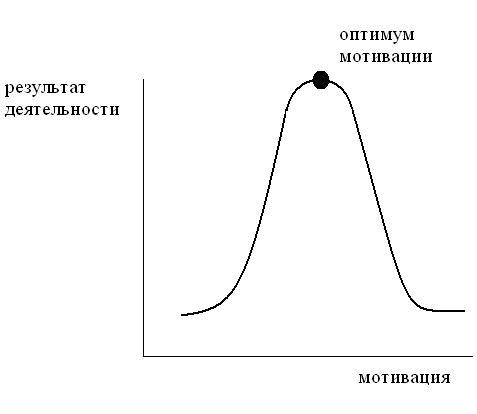 оптимум
мотивации
результат
деятельности
мотивация